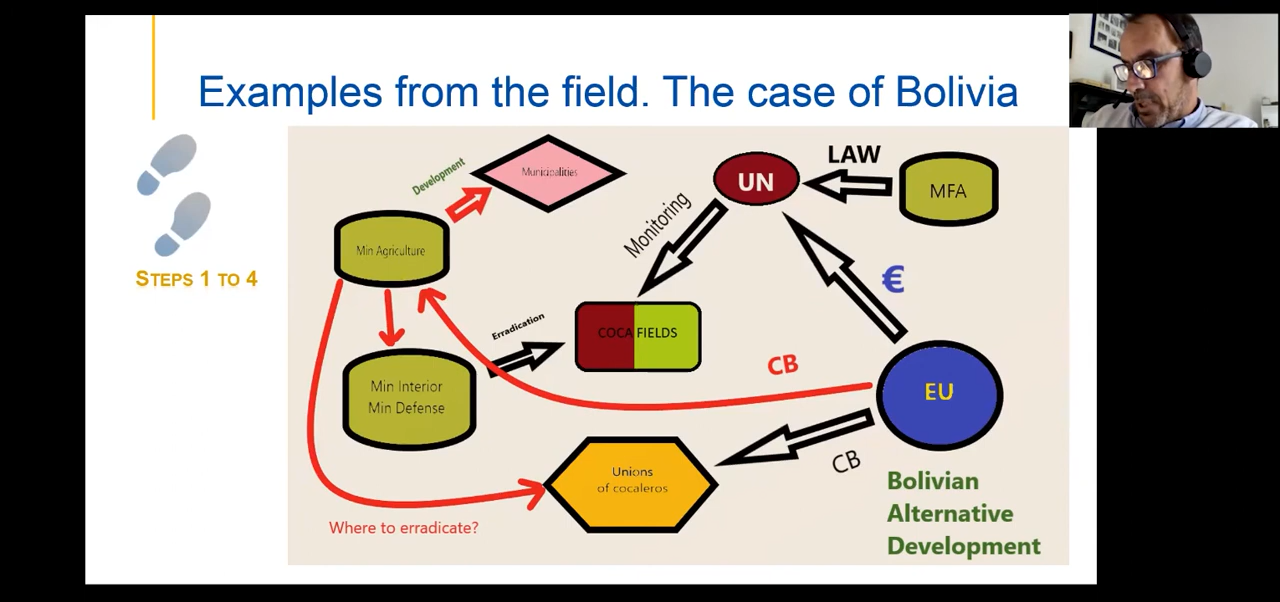 Examples from the field. The case of Bolivia
STEPS 1 TO 4
Development
Municipalities
Min Agriculture
Monitoring
UN
LAW
MFA
€
Erradication
COCA FIELDS
Min Interior
Min Defense
CB
EU
CB
Unions
of cocaleros
Where to erradicate?
Bolivian
Alternative
Development